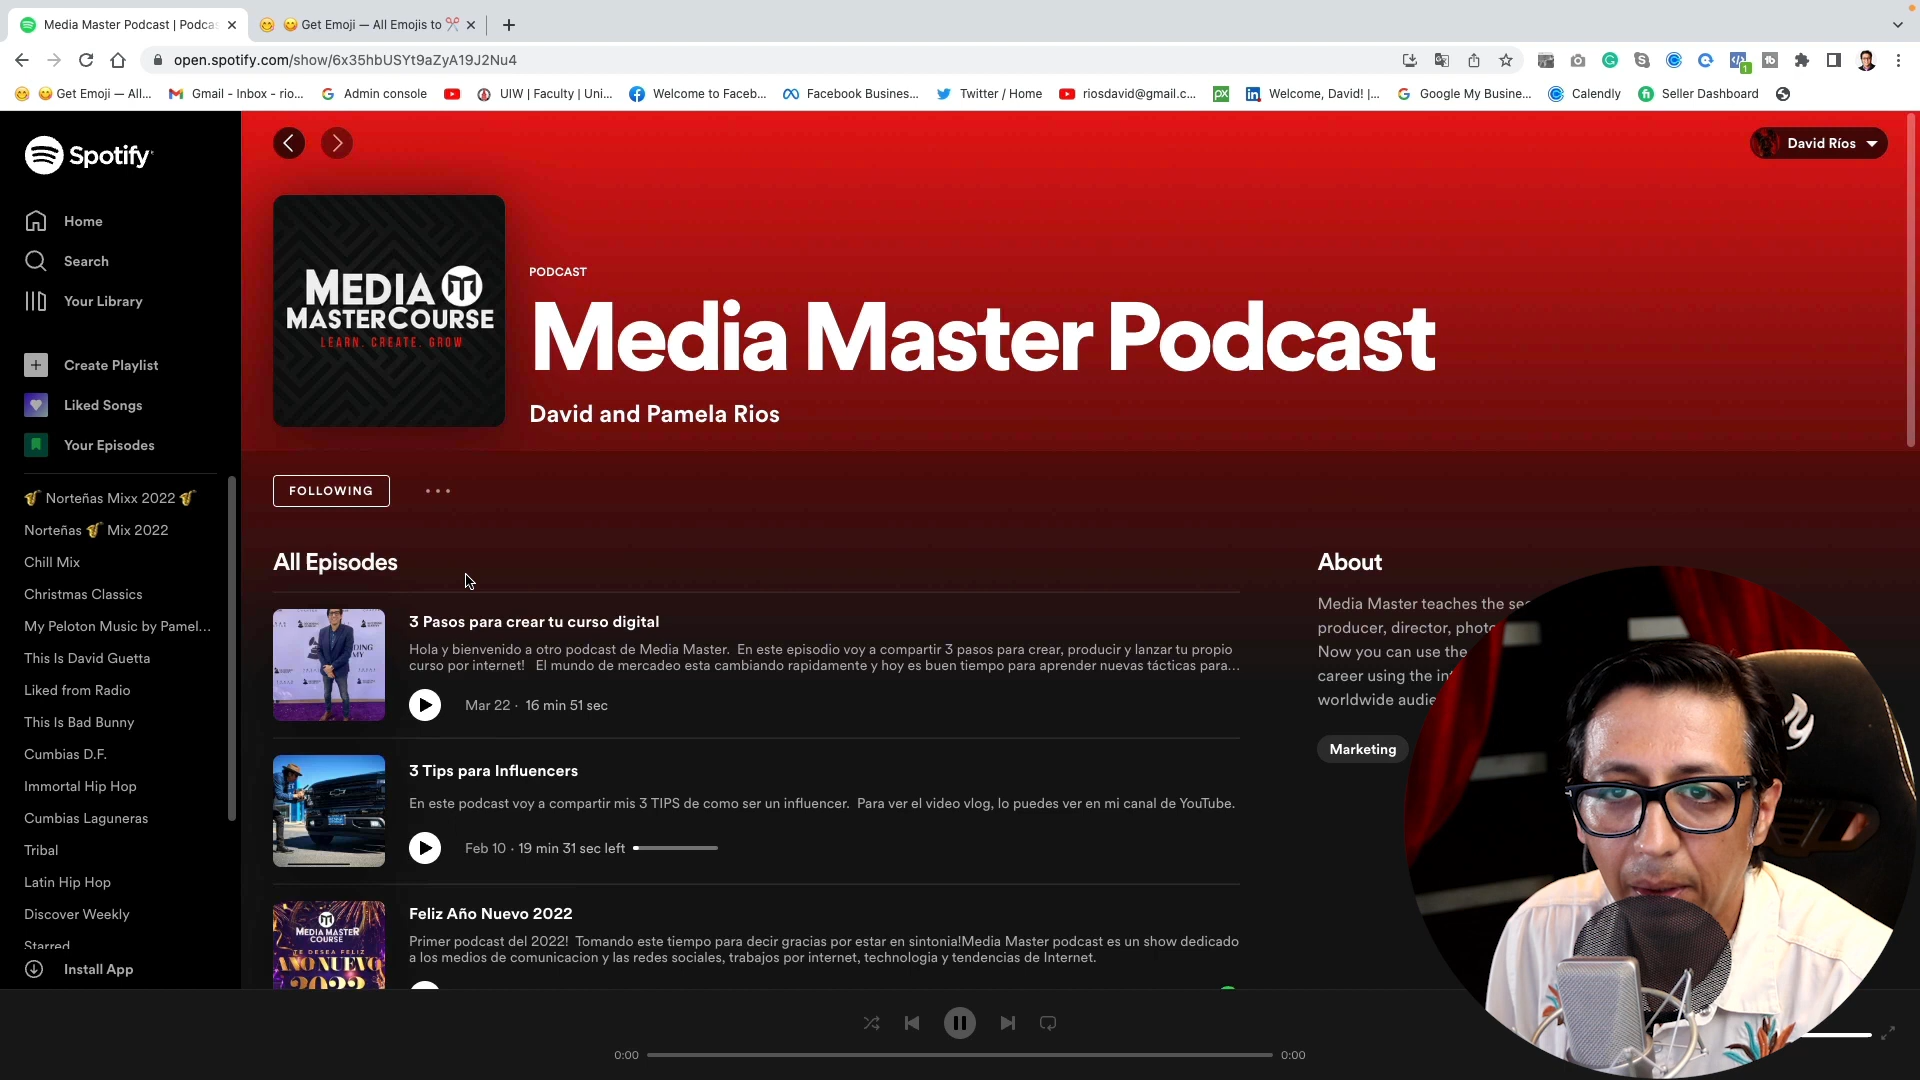 Media Master Podcast | Podca
😋 Get Emoji — All Emojis to ✂️
open.spotify.com/show/6x35hbUSYt9aZyA19J2Nu4
1
😋 Get Emoji — All...
Gmail - Inbox - rio...
Admin console
UIW | Faculty | Uni...
Welcome to Faceb...
Facebook Business...
Twitter / Home
riosdavid@gmail.c...
Welcome, David! |...
Google My Busine...
Calendly
Seller Dashboard
Spotify
Home
Search
Your Library
Create Playlist
Liked Songs
Your Episodes
🎷 Norteñas Mixx 2022 🎷
Norteñas 🎷 Mix 2022
Chill Mix
Christmas Classics
My Peloton Music by Pamel...
This Is David Guetta
Liked from Radio
This Is Bad Bunny
Cumbias D.F.
Immortal Hip Hop
Cumbias Laguneras
Tribal
Latin Hip Hop
Discover Weekly
Starred
Install App
David Ríos
MEDIA
MASTERCOURSE
LEARN. CREATE. GROW
PODCAST
Media Master Podcast
David and Pamela Rios
FOLLOWING
All Episodes
3 Pasos para crear tu curso digital
Hola y bienvenido a otro podcast de Media Master. En este episodio voy a compartir 3 pasos para crear, producir y lanzar tu propio
curso por internet! El mundo de mercadeo esta cambiando rapidamente y hoy es buen tiempo para aprender nuevas tácticas para...
Mar 22 · 16 min 51 sec
3 Tips para Influencers
En este podcast voy a compartir mis 3 TIPS de como ser un influencer. Para ver el video vlog, lo puedes ver en mi canal de YouTube.
Feb 10 · 19 min 31 sec left
MEDIA MASTER
COURSE
TE DESEA FELIZ
AÑO NUEVO
2022
Feliz Año Nuevo 2022
Primer podcast del 2022! Tomando este tiempo para decir gracias por estar en sintonia!Media Master podcast es un show dedicado
a los medios de comunicacion y las redes sociales, trabajos por internet, technologia y tendencias de Internet.
About
Media Master teaches the
producer, director,
Now you can use the
career using the
worldwide
Marketing
0:00
0:00